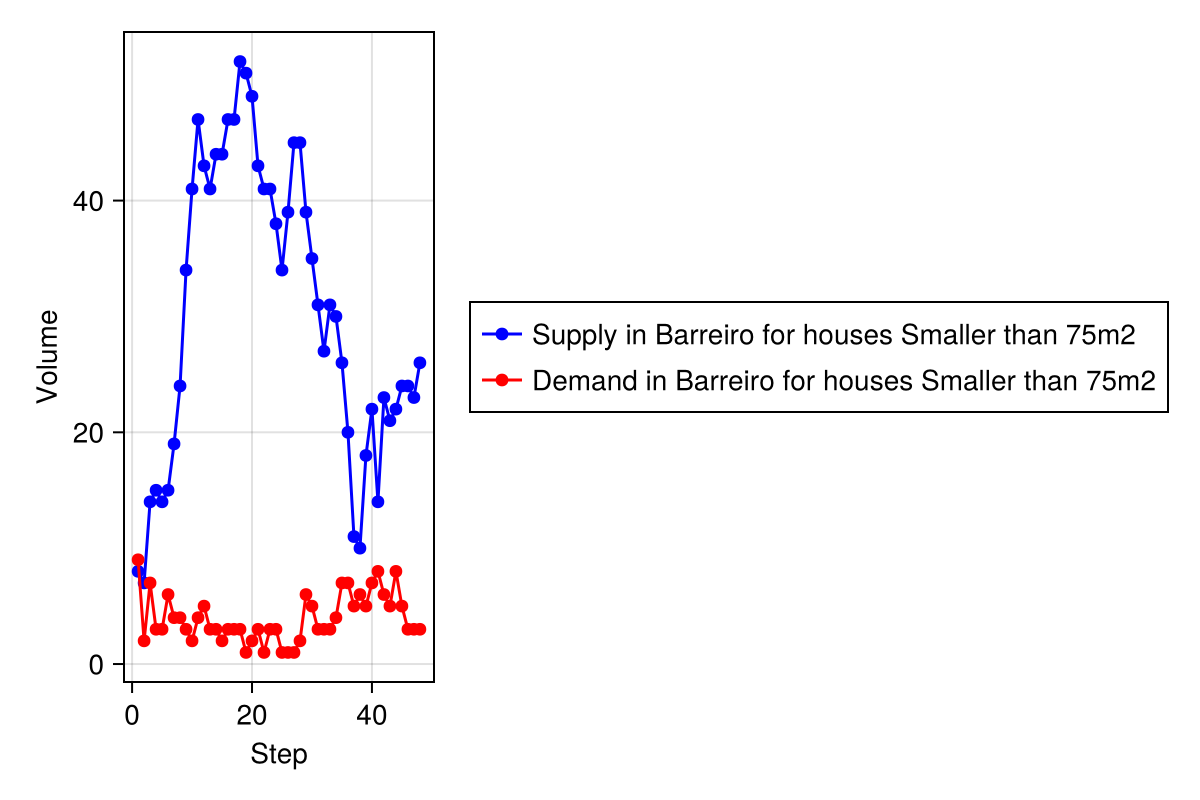 Volume
40
20
0
0 20 40
Step
Supply in Barreiro for houses Smaller than 75m2
Demand in Barreiro for houses Smaller than 75m2